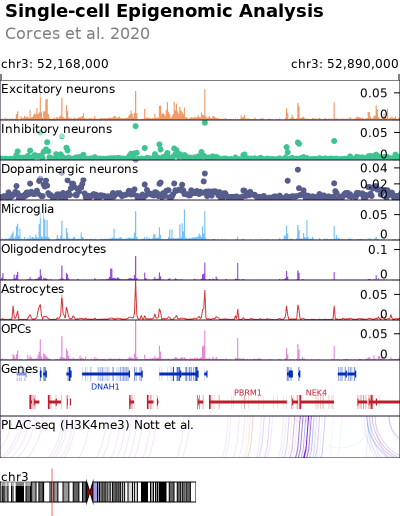 Single-cell Epigenomic Analysis
Corces et al. 2020
chr3: 52,168,000 chr3: 52,890,000
Excitatory neurons 0.05
0
Inhibitory neurons 0.05
0
Dopaminergic neurons 0.04
0.02
0
Microglia 0.05
0
Oligodendrocytes 0.1
0
Astrocytes 0.05
0
OPCs 0.05
0
Genes
DNAH1 PBRM1 NEK4
PLAC-seq (H3K4me3) Nott et al.
chr3